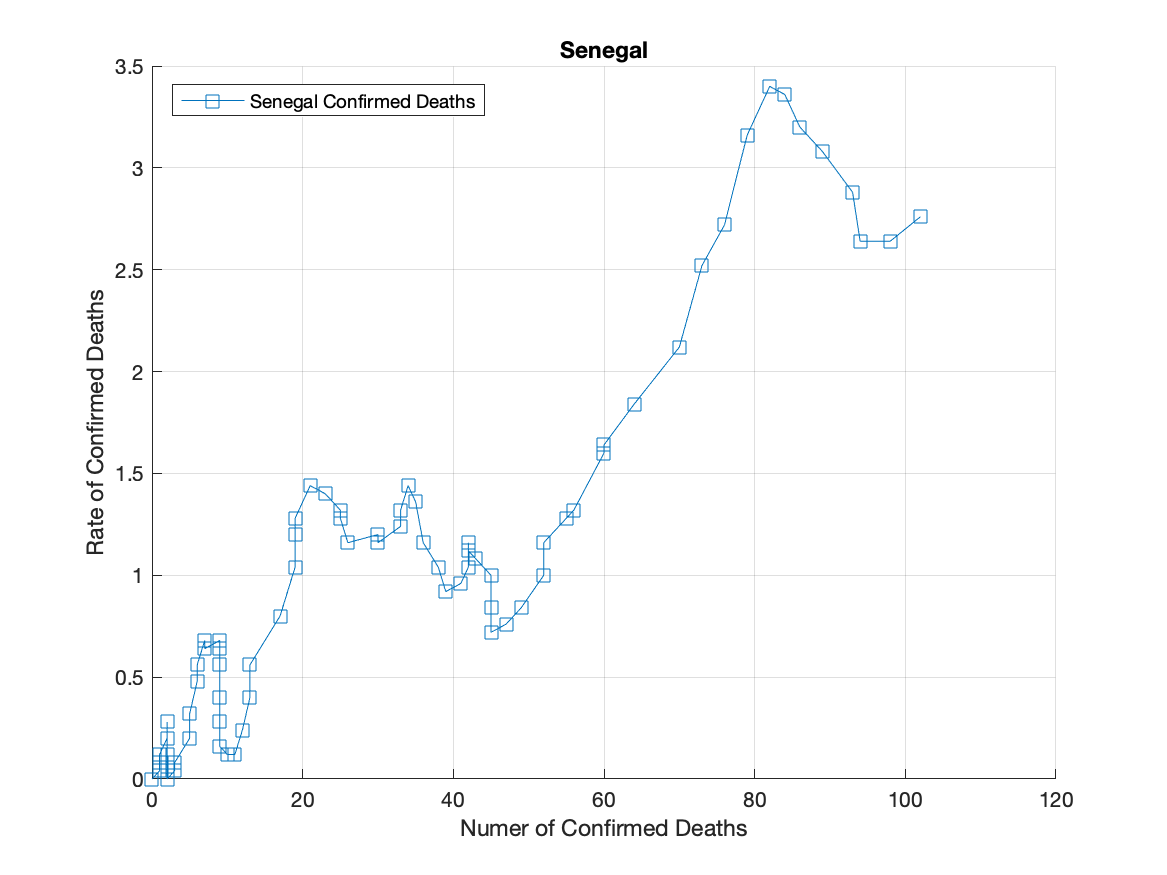 Senegal
Senegal Confirmed Deaths
3.5
3
2.5
2
1.5
1
0.5
0
Rate of Confirmed Deaths
0 20 40 60 80 100 120
Numer of Confirmed Deaths